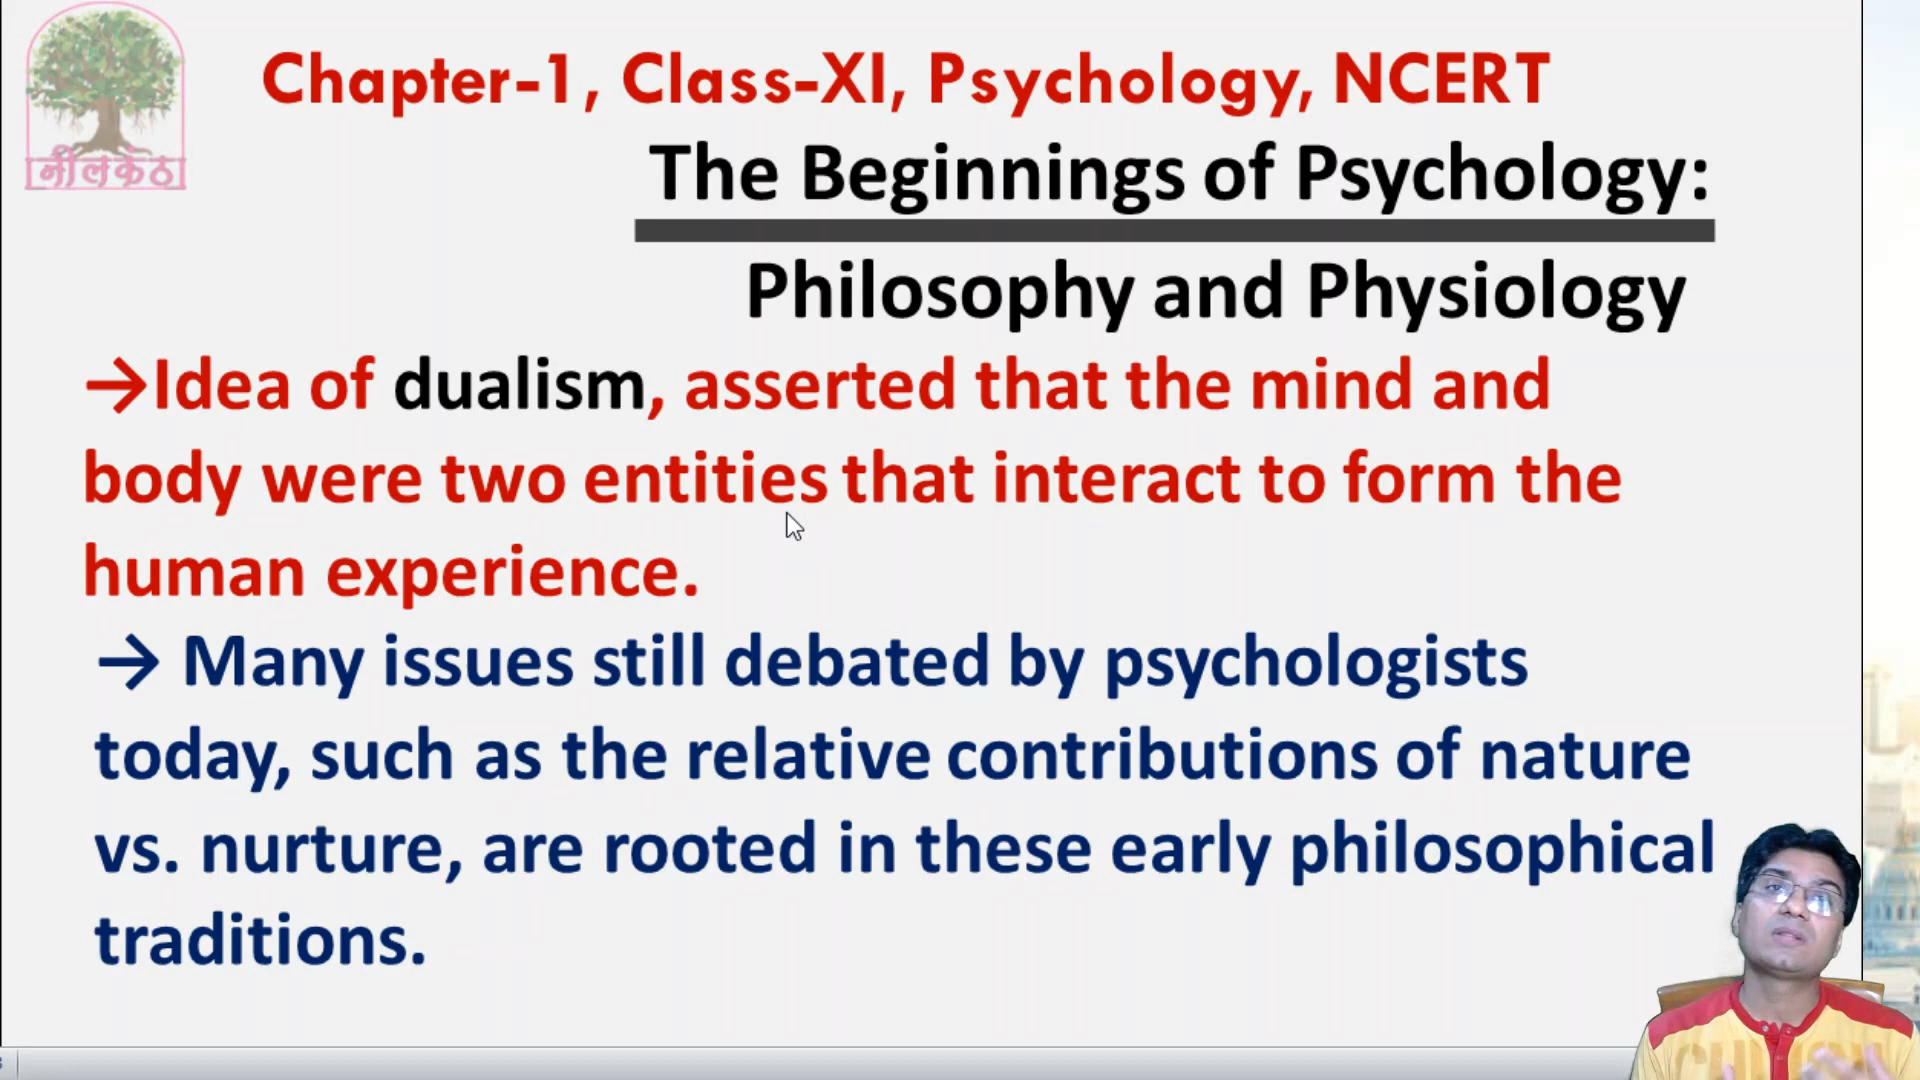 नीलकंठ
Chapter-1, Class-XI, Psychology, NCERT
The Beginnings of Psychology:
Philosophy and Physiology
→Idea of dualism, asserted that the mind and
body were two entities that interact to form the
human experience.
→ Many issues still debated by psychologists
today, such as the relative contributions of nature
vs. nurture, are rooted in these early philosophical
traditions.